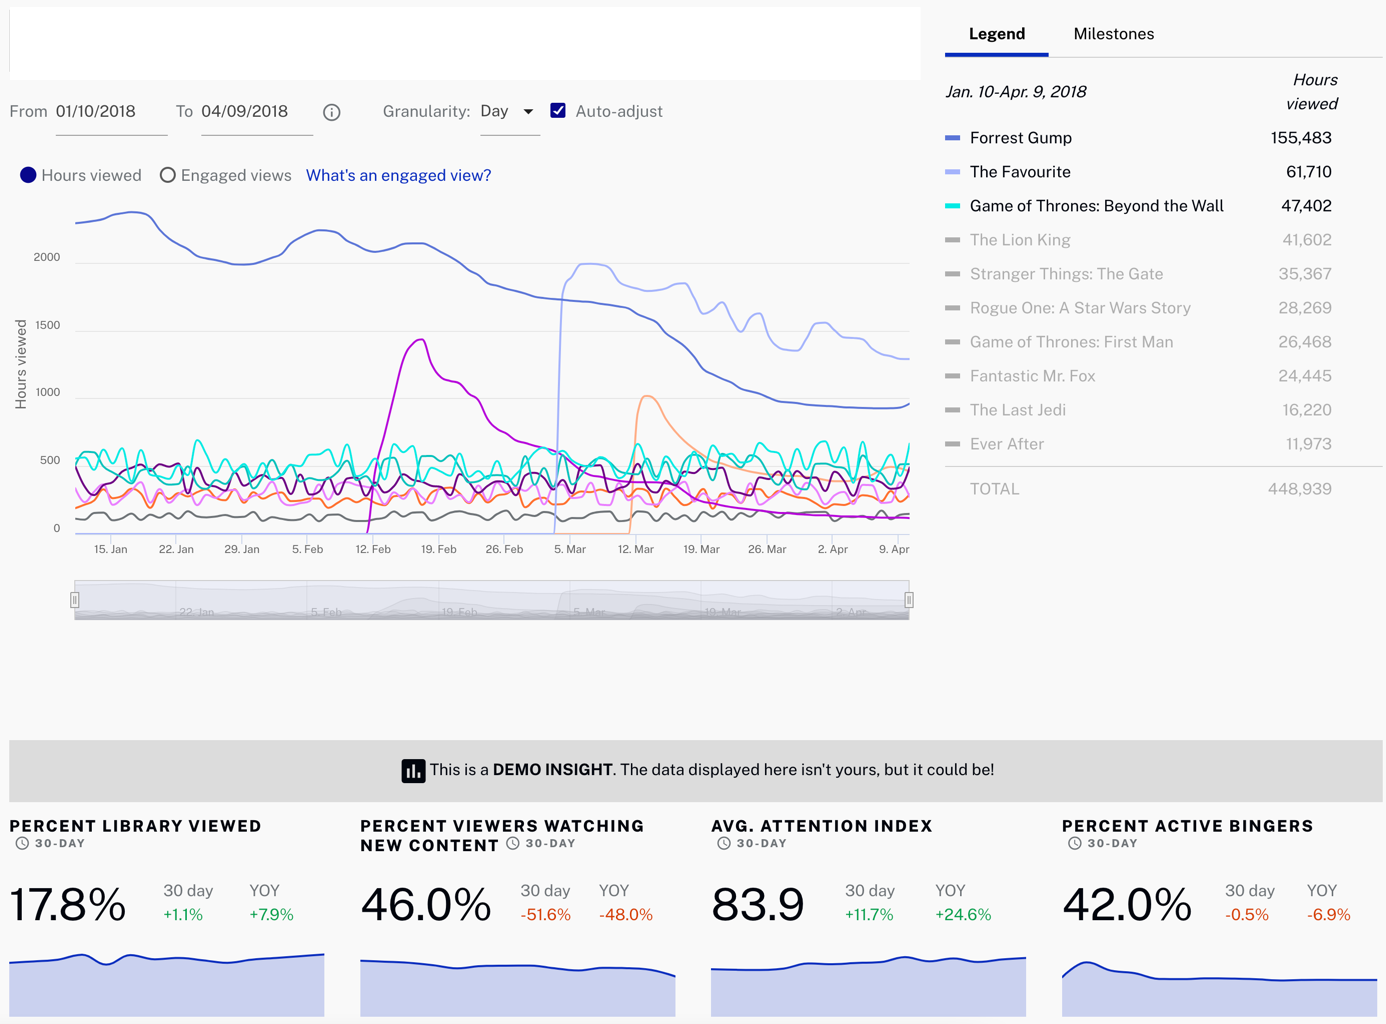 Legend Milestones
From 01/10/2018 To 04/09/2018 Granularity: Day Auto-adjust
Jan. 10-Apr. 9, 2018 Hours
viewed
Hours viewed Engaged views What's an engaged view?
Forrest Gump 155,483
The Favourite 61,710
Game of Thrones: Beyond the Wall 47,402
The Lion King 41,602
Stranger Things: The Gate 35,367
Rogue One: A Star Wars Story 28,269
Game of Thrones: First Man 26,468
Fantastic Mr. Fox 24,445
The Last Jedi 16,220
Ever After 11,973
TOTAL 448,939
Hours viewed
2000
1500
1000
500
0
15. Jan 22. Jan 29. Jan 5. Feb 12. Feb 19. Feb 26. Feb 5. Mar 12. Mar 19. Mar 26. Mar 2. Apr 9. Apr
22. Jan 5. Feb 19. Feb 5. Mar 19. Mar 2. Apr
This is a DEMO INSIGHT. The data displayed here isn't yours, but it could be!
PERCENT LIBRARY VIEWED
30-DAY
17.8%
30 day YOY
+1.1% +7.9%
PERCENT VIEWERS WATCHING
NEW CONTENT 30-DAY
46.0%
30 day YOY
-51.6% -48.0%
AVG. ATTENTION INDEX
30-DAY
83.9
30 day YOY
+11.7% +24.6%
PERCENT ACTIVE BINGERS
30-DAY
42.0%
30 day YOY
-0.5% -6.9%